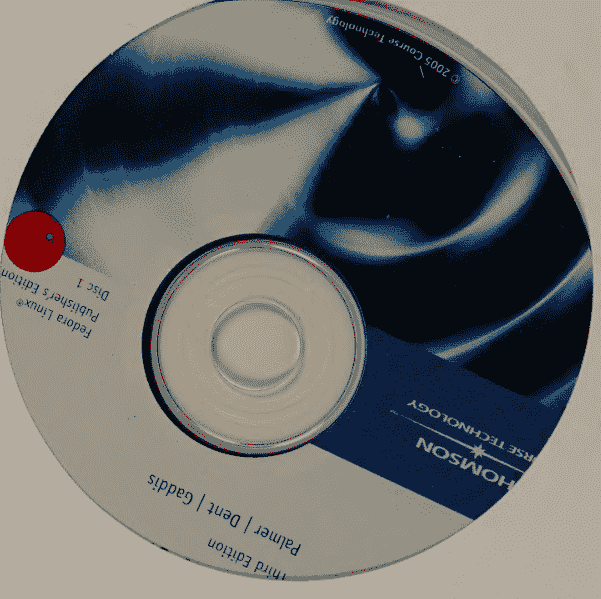 Third Edition
Palmer | Dent | Gaddis
THOMSON
COURSE TECHNOLOGY
Fedora Linux®
Publisher's Edition
Disc 1
© 2005 Course Technology